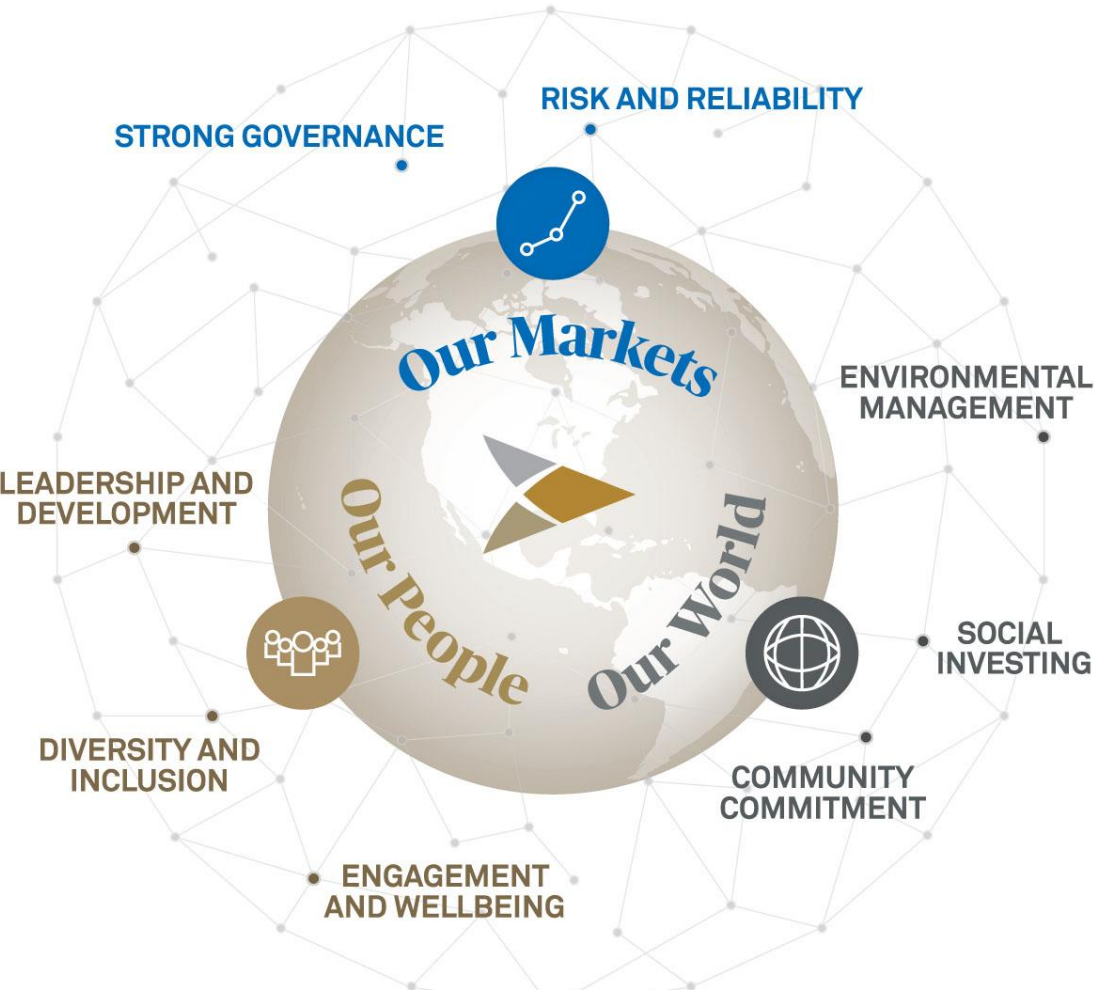 RISK AND RELIABILITY
STRONG GOVERNANCE
Our Markets
ENVIRONMENTAL
MANAGEMENT
LEADERSHIP AND
DEVELOPMENT
Our People
Our World
SOCIAL
INVESTING
DIVERSITY AND
INCLUSION
COMMUNITY
COMMITMENT
ENGAGEMENT
AND WELLBEING